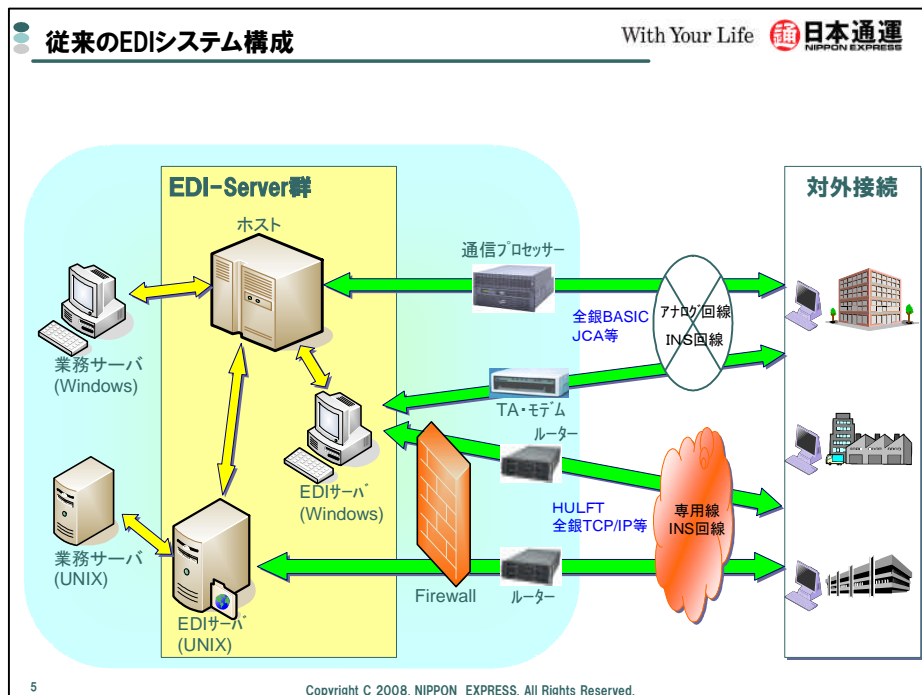 従来のEDIシステム構成
With Your Life
通
日本通運
NIPPON EXPRESS
EDI-Server群
対外接続
ホスト
通信ﾌﾟﾛｾｯｻｰ
全銀BASIC
JCA等
ｱﾅﾛｸﾞ回線
INS回線
業務サーバ
(Windows)
TA・ﾓﾃﾞﾑ
ﾙｰﾀｰ
EDIｻｰﾊﾞ
(Windows)
HULFT
全銀TCP/IP等
専用線
INS回線
業務サーバ
(UNIX)
Firewall
ﾙｰﾀｰ
EDIｻｰﾊﾞ
(UNIX)
5
Copyright C 2008. NIPPON EXPRESS. All Rights Reserved.